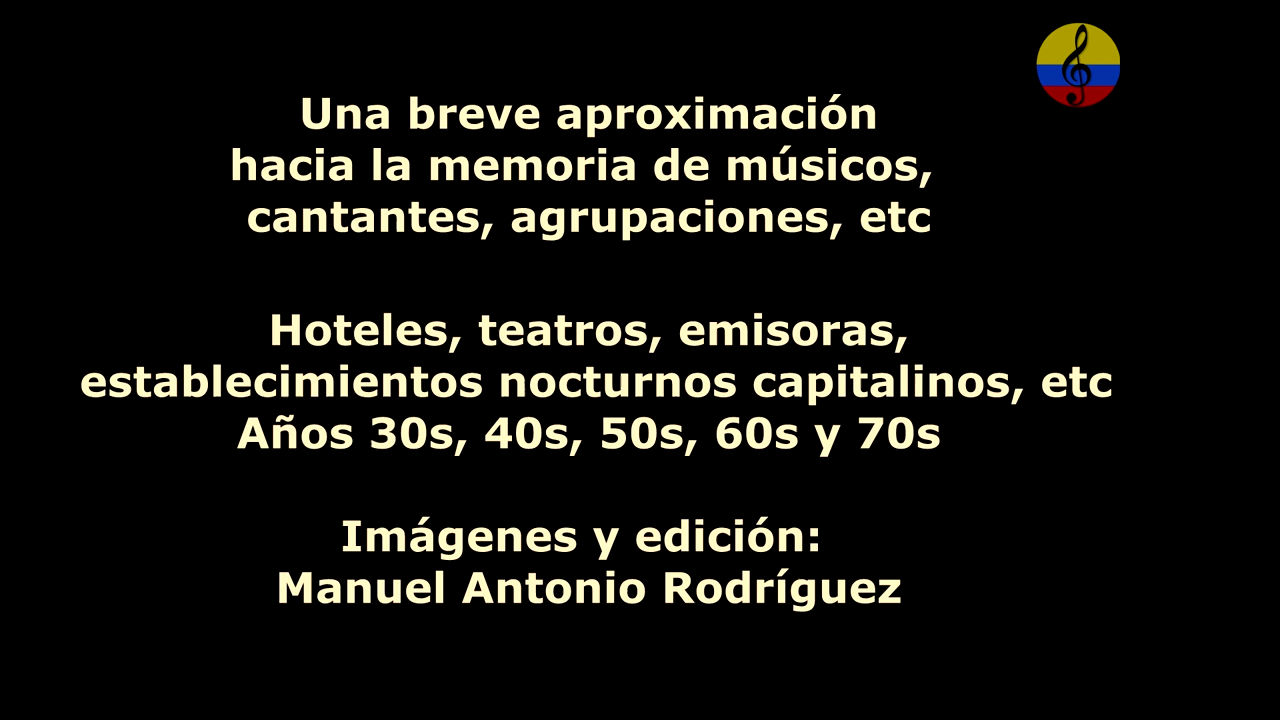 Una breve aproximación
hacia la memoria de músicos,
cantantes, agrupaciones, etc
Hoteles, teatros, emisoras,
establecimientos nocturnos capitalinos, etc
Años 30s, 40s, 50s, 60s y 70s
Imágenes y edición:
Manuel Antonio Rodríguez